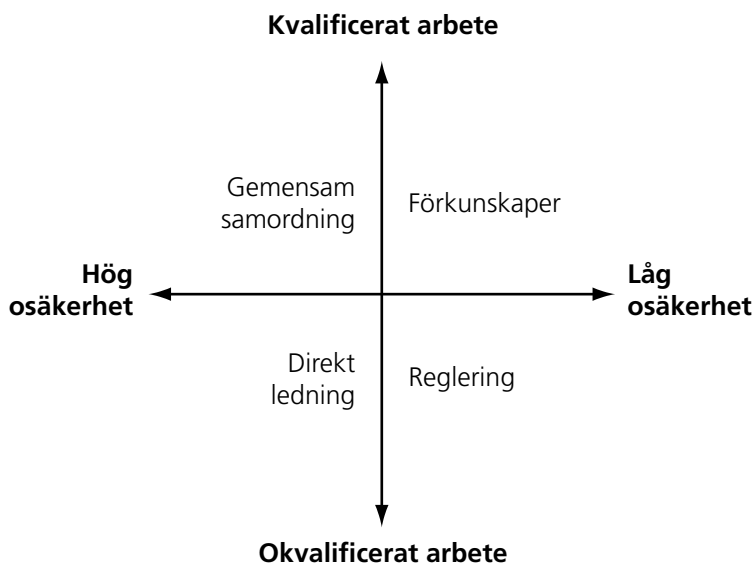 Kvalificerat arbete
Gemensam
samordning
Förkunskaper
Hög
osäkerhet
Låg
osäkerhet
Direkt
ledning
Reglering
Okvalificerat arbete